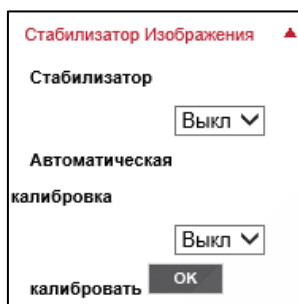 Стабилизатор Изображения
Стабилизатор
Выкл
Автоматическая
калибровка
Выкл
калибровать OK